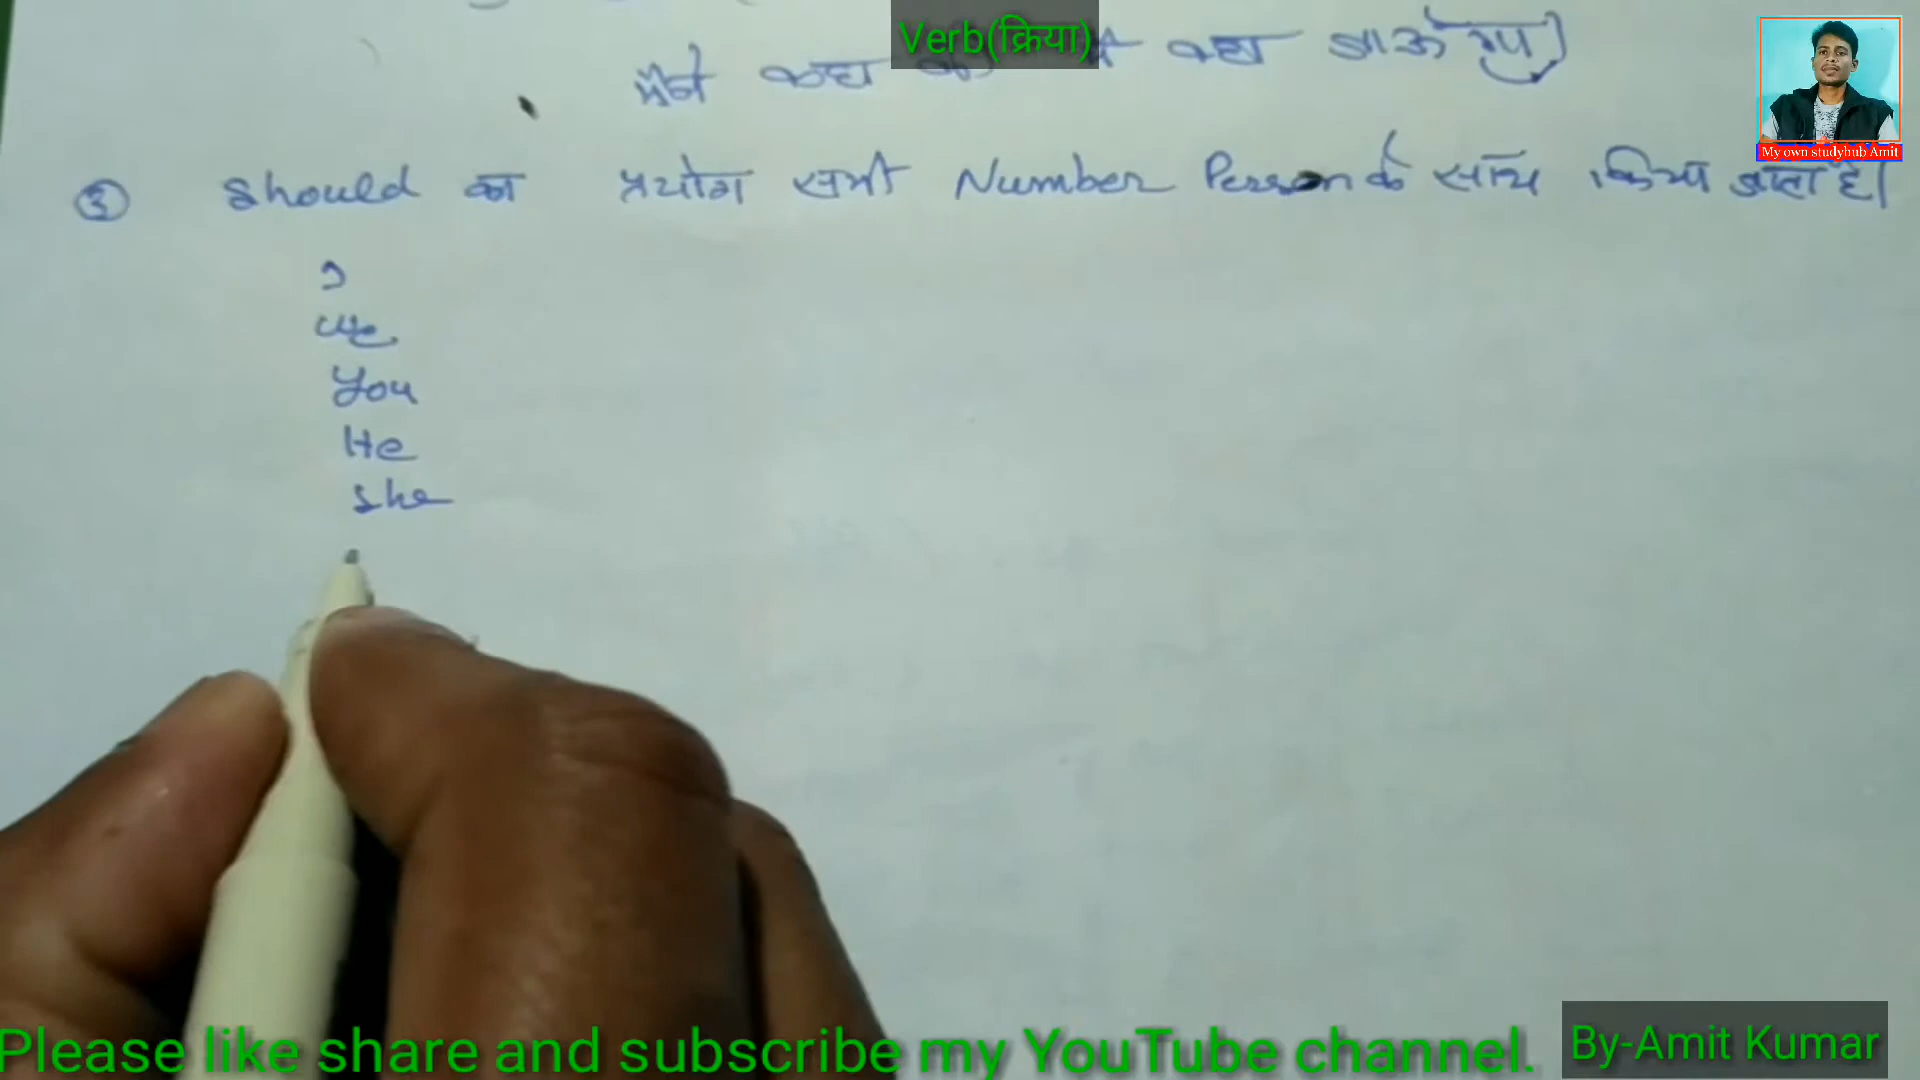 Verb(क्रिया)
मैंने कहा कि मैं वहाँ जाऊँगा)
My own studyhub Amit
③ Should का प्रयोग सभी Number Person के साथ किया जाता है।
I
We
You
He
She
Please like share and subscribe my YouTube channel.
By-Amit Kumar